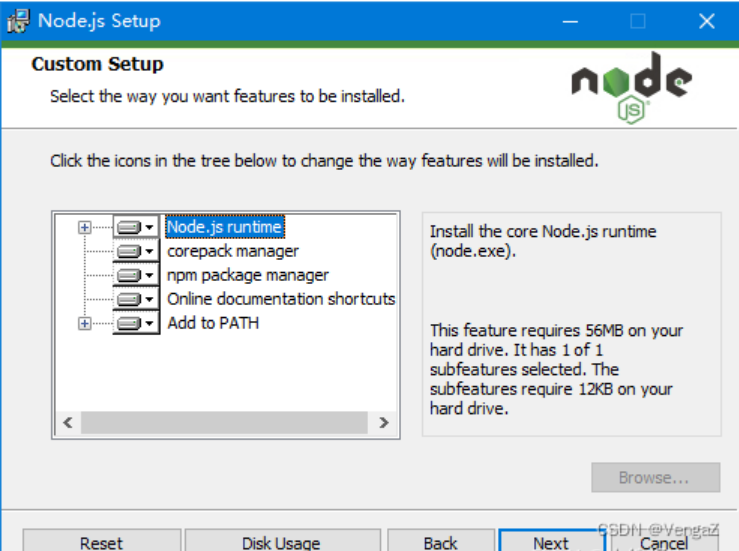 Node.js Setup
Custom Setup
Select the way you want features to be installed.
node
JS
Click the icons in the tree below to change the way features will be installed.
Node.js runtime
corepack manager
npm package manager
Online documentation shortcuts
Add to PATH
Install the core Node.js runtime
(node.exe).
This feature requires 56MB on your
hard drive. It has 1 of 1
subfeatures selected. The
subfeatures require 12KB on your
hard drive.
Browse...
Reset
Disk Usage
Back
Next
Cancel
CSDN @VengaZ